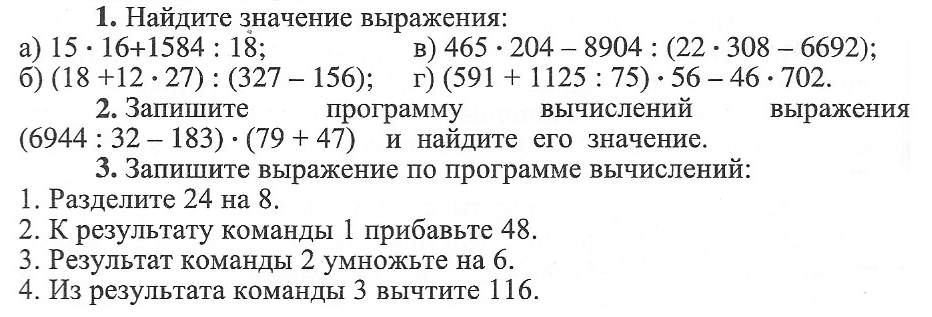 1. Найдите значение выражения:
а) 15 · 16+1584 : 18; в) 465 · 204 – 8904 : (22 · 308 – 6692);
б) (18 +12 · 27) : (327 – 156); г) (591 + 1125 : 75) · 56 – 46 · 702.
2. Запишите программу вычислений выражения
(6944 : 32 – 183) · (79 + 47) и найдите его значение.
3. Запишите выражение по программе вычислений:
1. Разделите 24 на 8.
2. К результату команды 1 прибавьте 48.
3. Результат команды 2 умножьте на 6.
4. Из результата команды 3 вычтите 116.